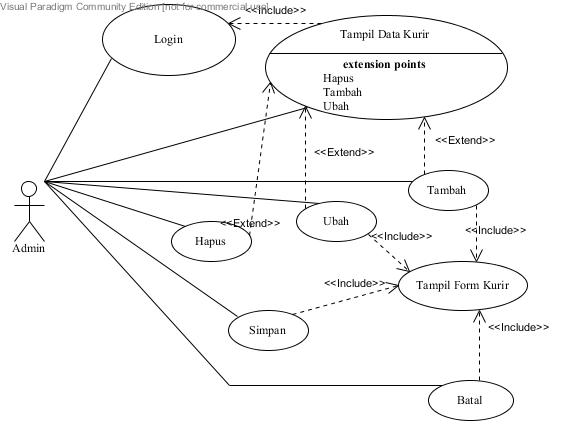 Visual Paradigm Community Edition [not for commercial use]
<<Include>>
Login
Tampil Data Kurir
extension points
Hapus
Tambah
Ubah
<<Extend>>
<<Extend>>
Tambah
Admin
<<Extend>>
Ubah
Hapus
<<Include>>
<<Include>>
<<Include>>
Tampil Form Kurir
Simpan
<<Include>>
Batal